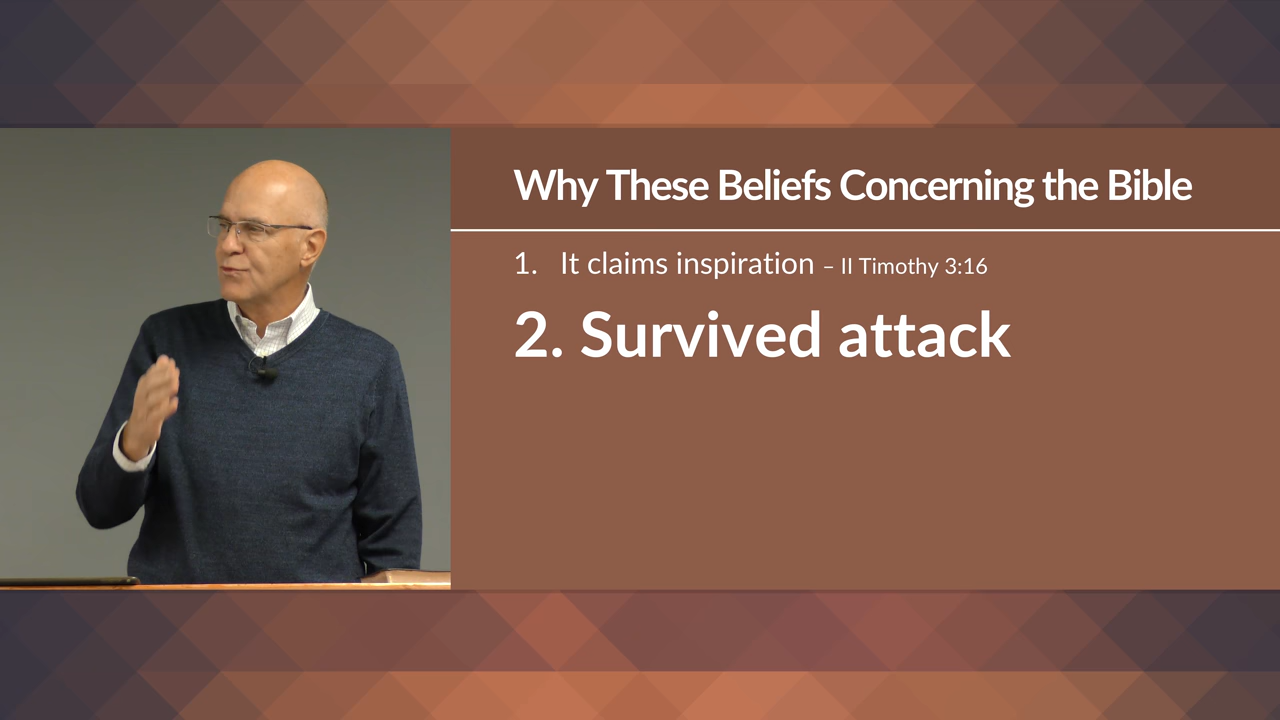 Why These Beliefs Concerning the Bible
1. It claims inspiration – II Timothy 3:16
2. Survived attack